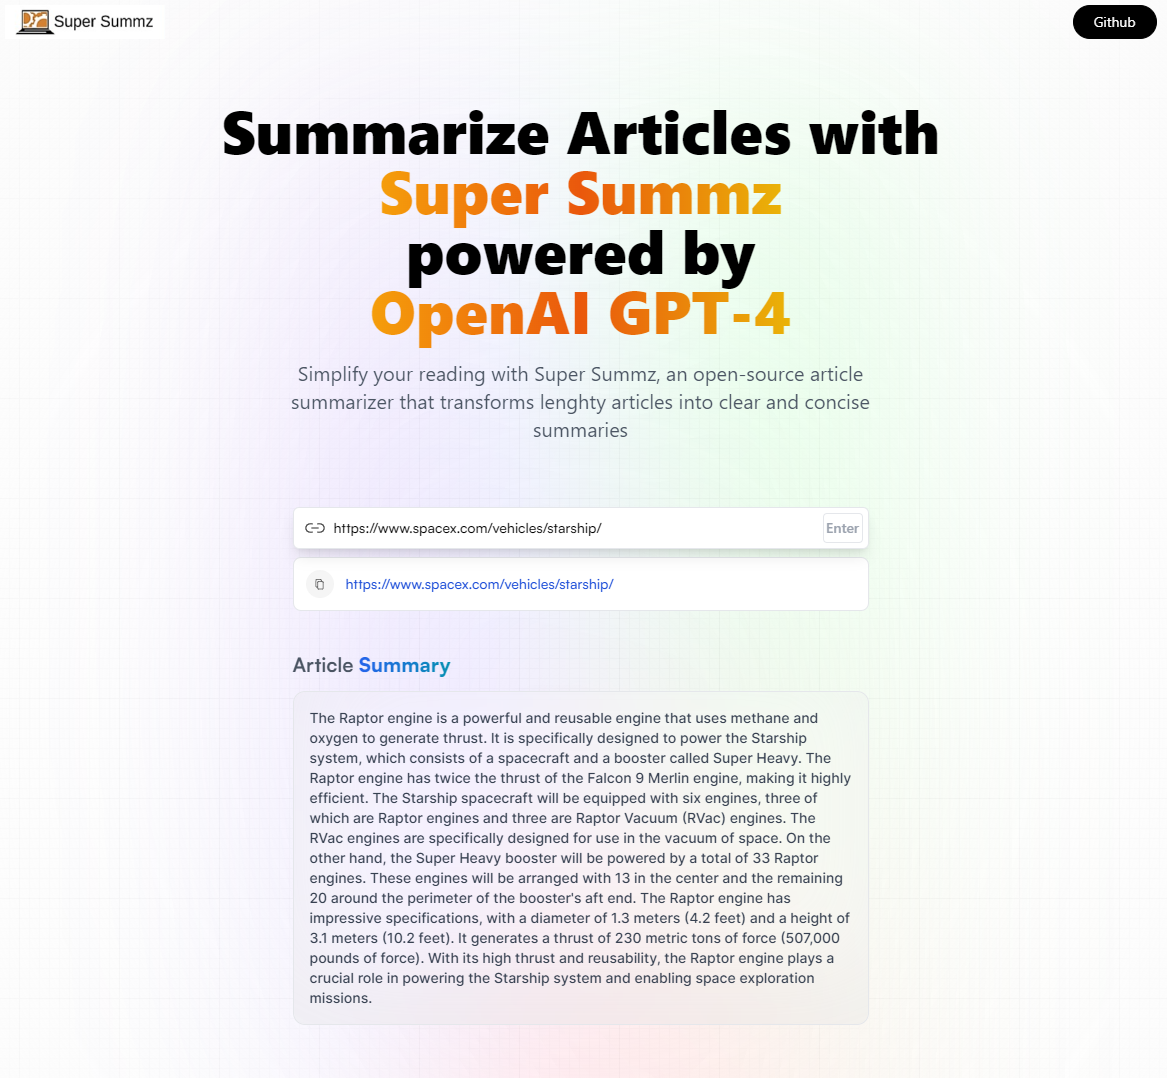 Super Summz
Github
Summarize Articles with
Super Summz
powered by
OpenAI GPT-4
Simplify your reading with Super Summz, an open-source article
summarizer that transforms lenghty articles into clear and concise
summaries
https://www.spacex.com/vehicles/starship/
Enter
https://www.spacex.com/vehicles/starship/
Article Summary
The Raptor engine is a powerful and reusable engine that uses methane and
oxygen to generate thrust. It is specifically designed to power the Starship
system, which consists of a spacecraft and a booster called Super Heavy. The
Raptor engine has twice the thrust of the Falcon 9 Merlin engine, making it highly
efficient. The Starship spacecraft will be equipped with six engines, three of
which are Raptor engines and three are Raptor Vacuum (RVac) engines. The
RVac engines are specifically designed for use in the vacuum of space. On the
other hand, the Super Heavy booster will be powered by a total of 33 Raptor
engines. These engines will be arranged with 13 in the center and the remaining
20 around the perimeter of the booster's aft end. The Raptor engine has
impressive specifications, with a diameter of 1.3 meters (4.2 feet) and a height of
3.1 meters (10.2 feet). It generates a thrust of 230 metric tons of force (507,000
pounds of force). With its high thrust and reusability, the Raptor engine plays a
crucial role in powering the Starship system and enabling space exploration
missions.